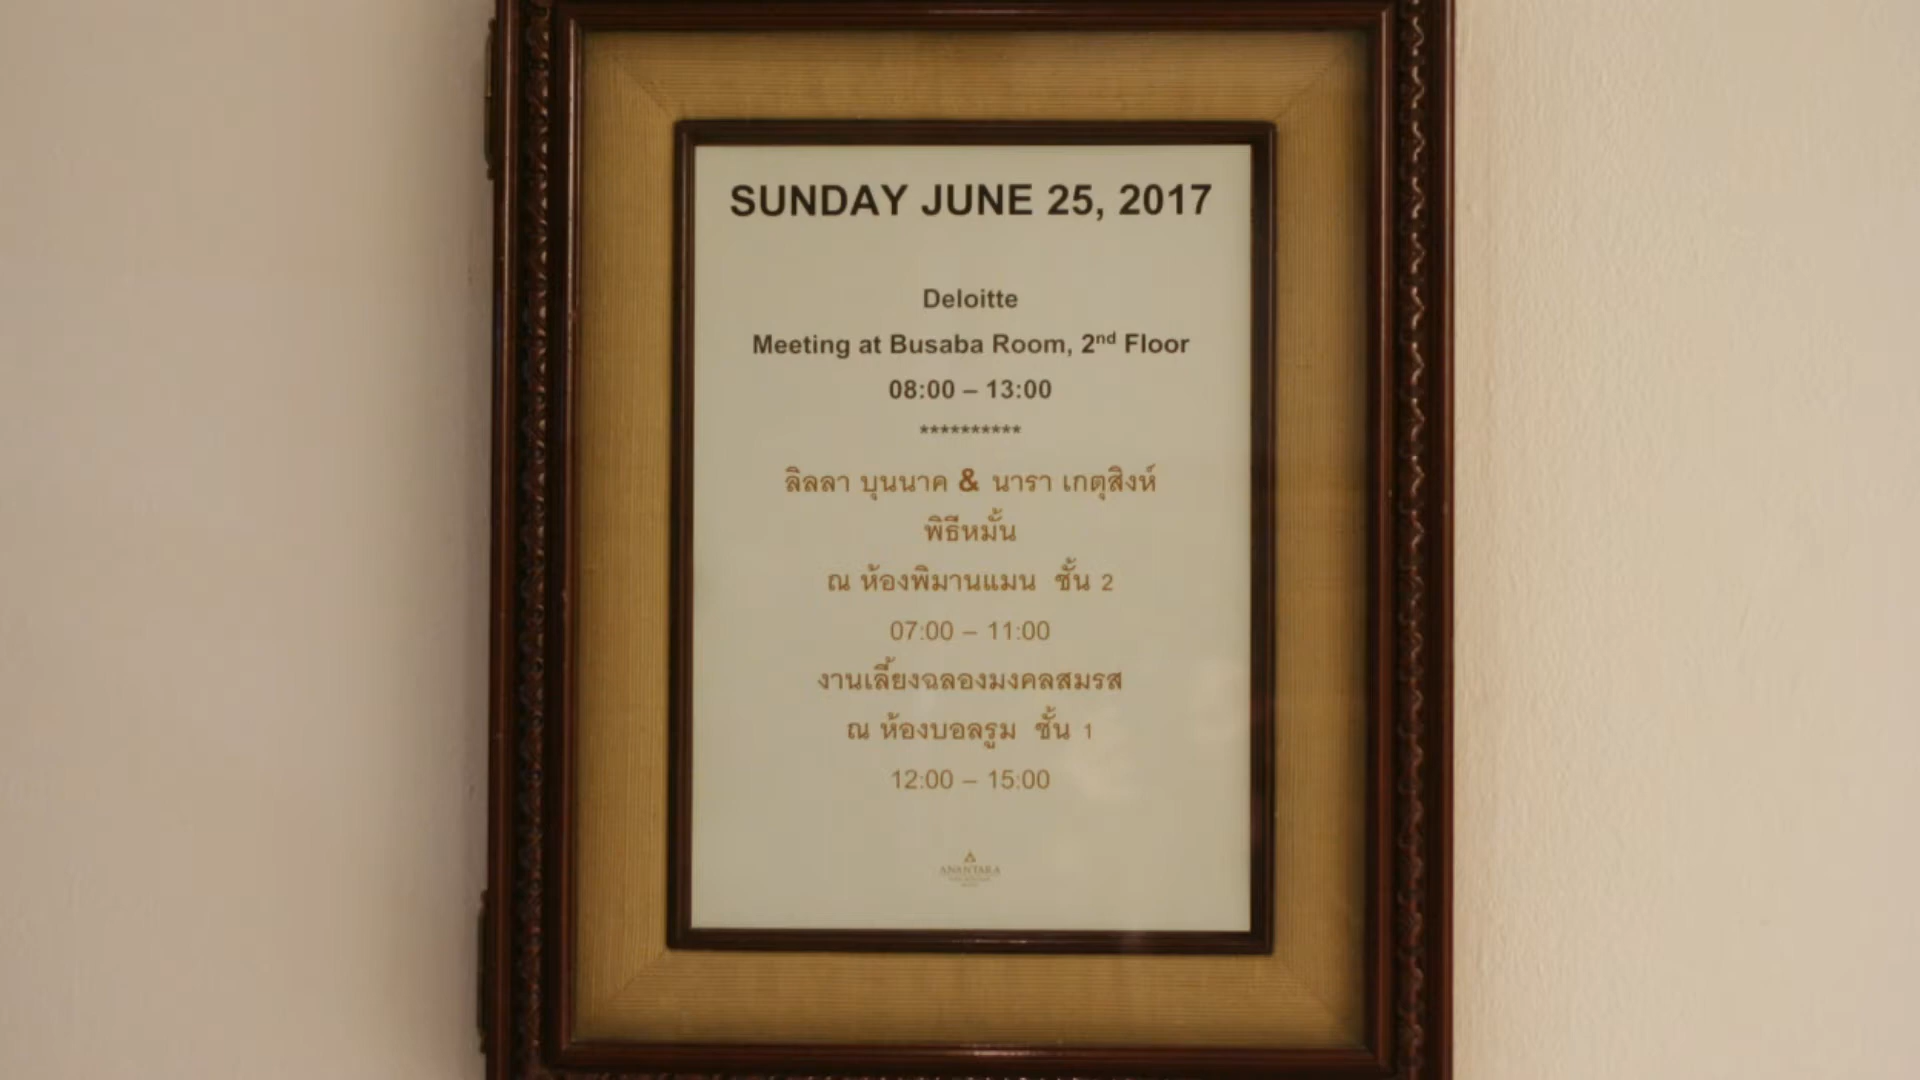 SUNDAY JUNE 25, 2017
Deloitte
Meeting at Busaba Room, 2nd Floor
08:00 – 13:00
**********
ลิลลา บุนนาค & นารา เกตุสิงห์
พิธีหมั้น
ณ ห้องพิมานแมน ชั้น 2
07:00 – 11:00
งานเลี้ยงฉลองมงคลสมรส
ณ ห้องบอลรูม ชั้น 1
12:00 – 15:00
ANANTARA